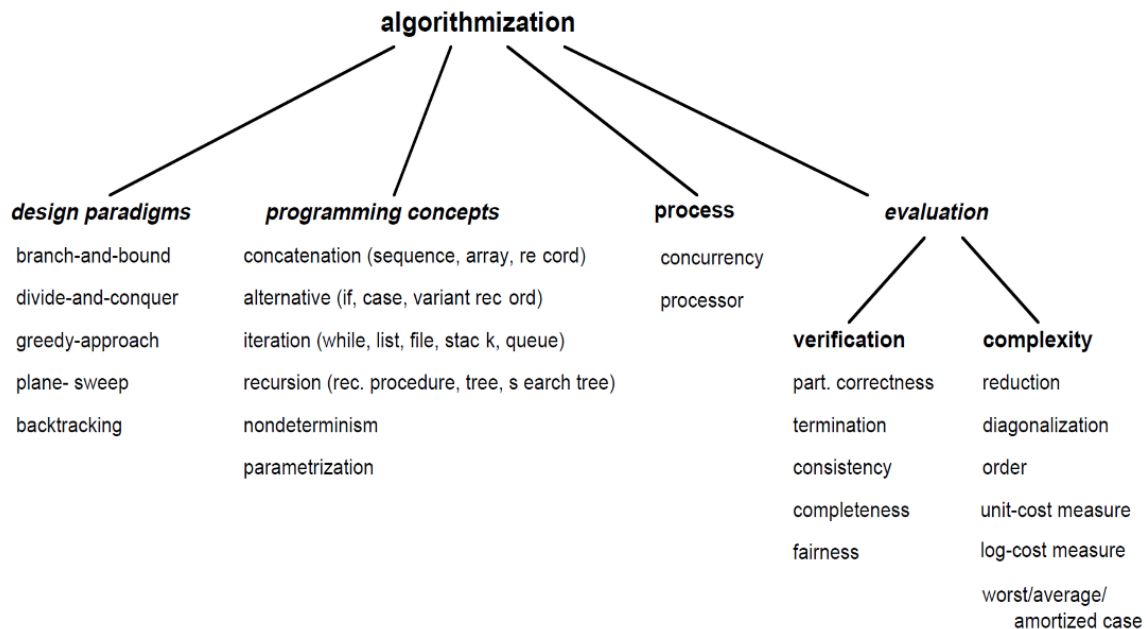 algorithmization
design paradigms
branch-and-bound
divide-and-conquer
greedy-approach
plane- sweep
backtracking
programming concepts
concatenation (sequence, array, re cord)
alternative (if, case, variant rec ord)
iteration (while, list, file, stac k, queue)
recursion (rec. procedure, tree, s earch tree)
nondeterminism
parametrization
process
concurrency
processor
evaluation
verification
part. correctness
termination
consistency
completeness
fairness
complexity
reduction
diagonalization
order
unit-cost measure
log-cost measure
worst/average/
amortized case